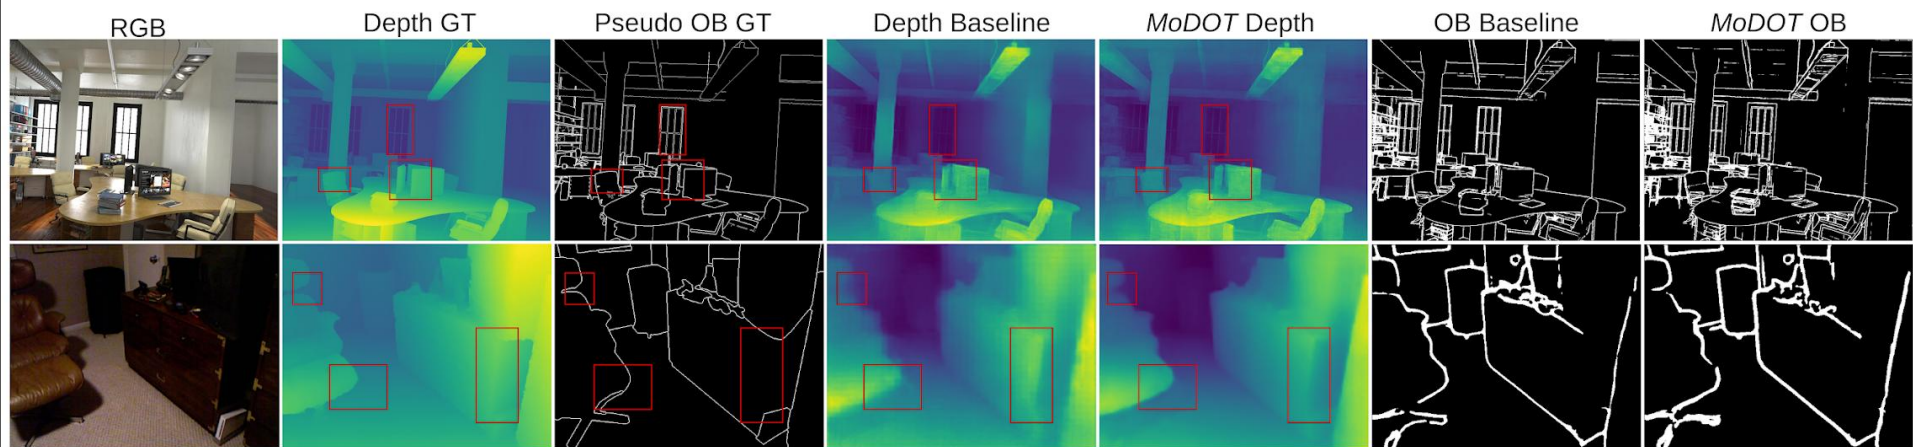 RGB
Depth GT
Pseudo OB GT
Depth Baseline
MoDOT Depth
OB Baseline
MoDOT OB